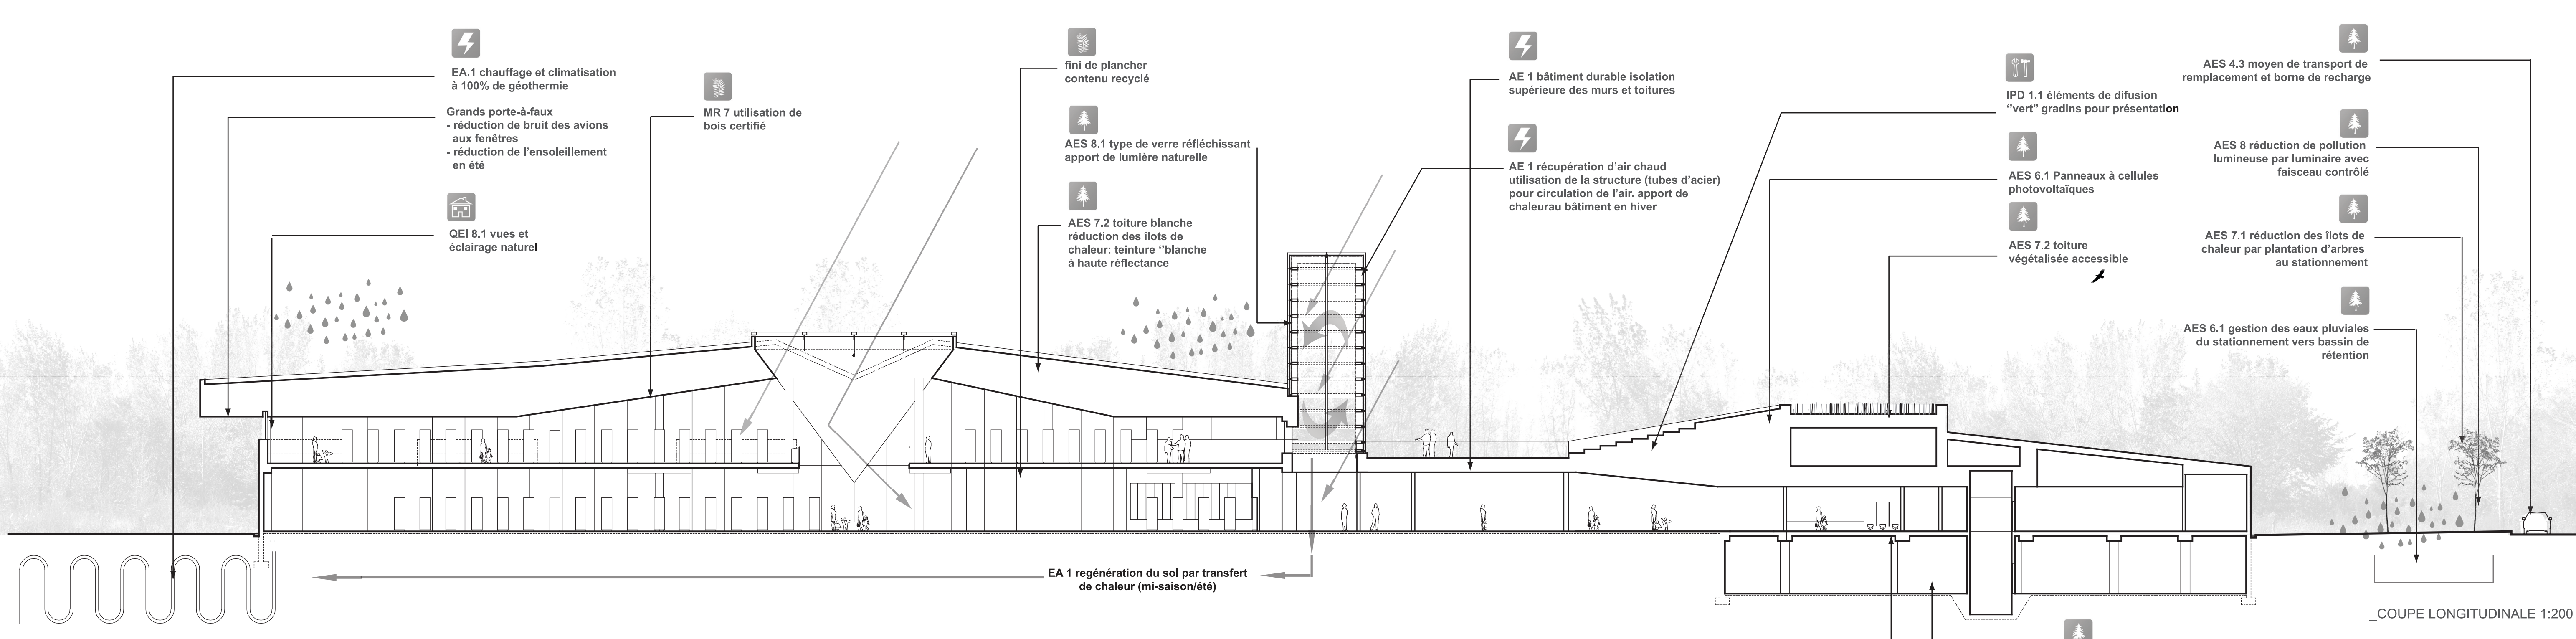 EA.1 chauffage et climatisation
à 100% de géothermie
Grands porte-à-faux
- réduction de bruit des avions
aux fenêtres
- réduction de l'ensoleillement
en été
QEI 8.1 vues et
éclairage naturel
MR 7 utilisation de
bois certifié
fini de plancher
contenu recyclé
AES 8.1 type de verre réfléchissant
apport de lumière naturelle
AES 7.2 toiture blanche
réduction des îlots de
chaleur: teinture ''blanche
à haute réflectance
AE 1 bâtiment durable isolation
supérieure des murs et toitures
AE 1 récupération d'air chaud
utilisation de la structure (tubes d'acier)
pour circulation de l'air. apport de
chaleurau bâtiment en hiver
IPD 1.1 éléments de difusion
''vert" gradins pour présentation
AES 6.1 Panneaux à cellules
photovoltaïques
AES 7.2 toiture
végétalisée accessible
AES 4.3 moyen de transport de
remplacement et borne de recharge
AES 8 réduction de pollution
lumineuse par luminaire avec
faisceau contrôlé
AES 7.1 réduction des îlots de
chaleur par plantation d'arbres
au stationnement
AES 6.1 gestion des eaux pluviales
du stationnement vers bassin de
rétention
EA 1 regénération du sol par transfert
de chaleur (mi-saison/été)
_COUPE LONGITUDINALE 1:200